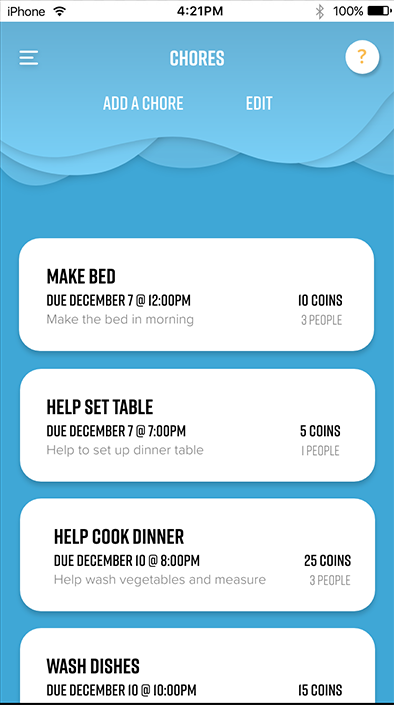 iPhone 4:21PM 100%
CHORES ?
ADD A CHORE EDIT
MAKE BED
DUE DECEMBER 7 @ 12:00PM 10 COINS
Make the bed in morning 3 PEOPLE
HELP SET TABLE
DUE DECEMBER 7 @ 7:00PM 5 COINS
Help to set up dinner table 1 PEOPLE
HELP COOK DINNER
DUE DECEMBER 10 @ 8:00PM 25 COINS
Help wash vegetables and measure 3 PEOPLE
WASH DISHES
DUE DECEMBER 10 @ 10:00PM 15 COINS